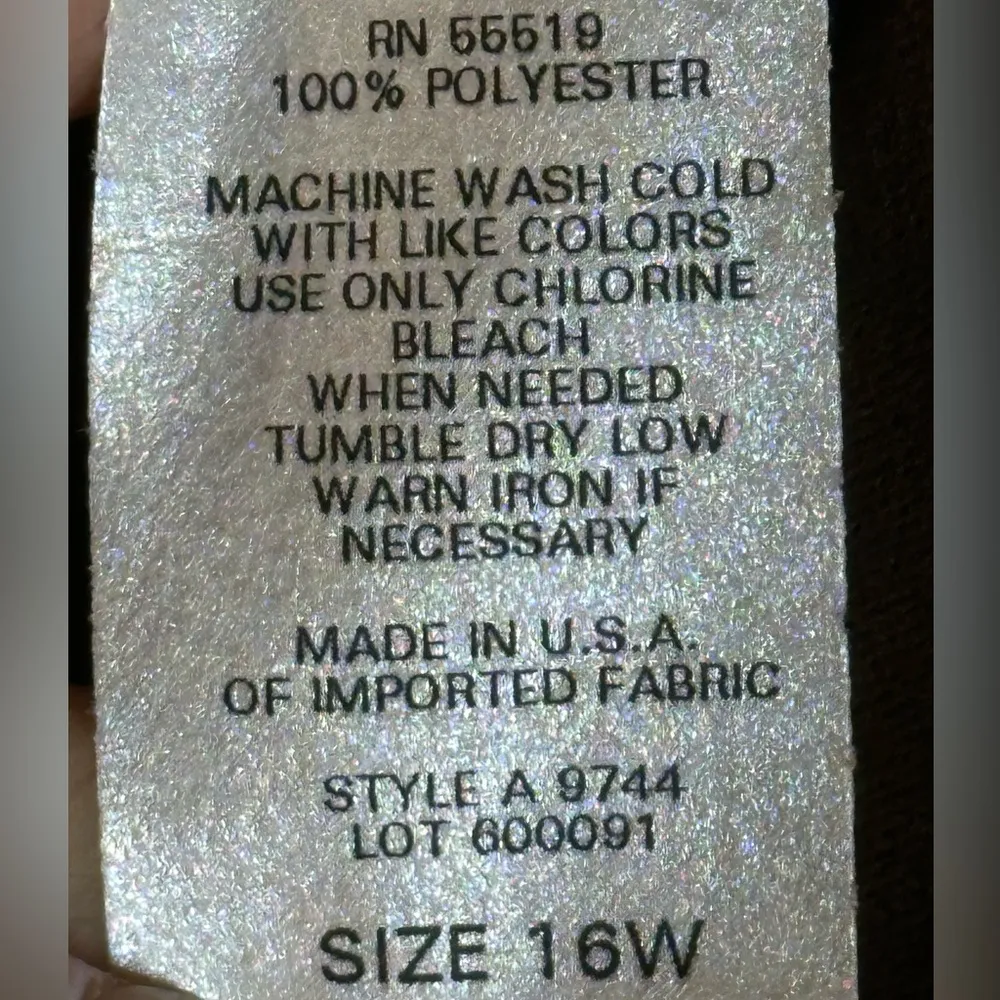 RN 55519
100% POLYESTER
MACHINE WASH COLD
WITH LIKE COLORS
USE ONLY CHLORINE
BLEACH
WHEN NEEDED
TUMBLE DRY LOW
WARN IRON IF
NECESSARY
MADE IN U.S.A.
OF IMPORTED FABRIC
STYLE A 9744
LOT 600091
SIZE 16W